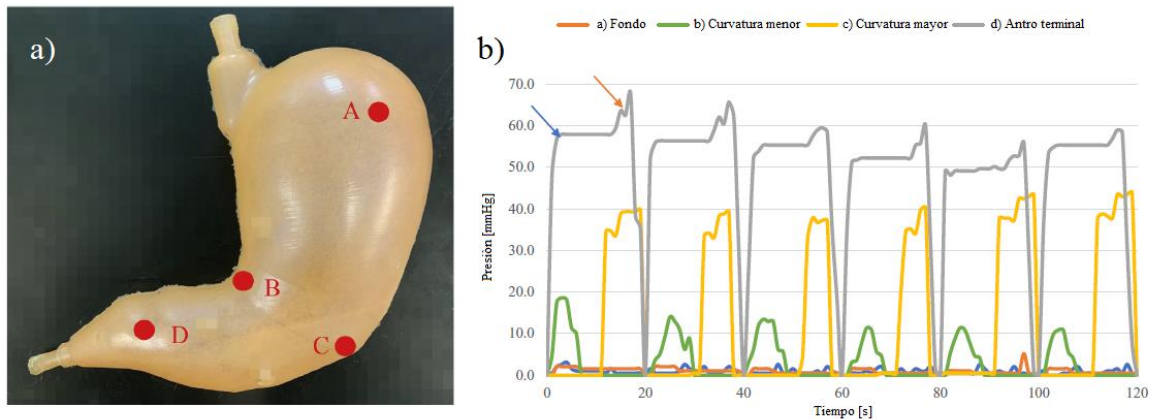 a)
A
B
D
C
b)
a) Fondo b) Curvatura menor c) Curvatura mayor d) Antro terminal
70.0
60.0
50.0
40.0
30.0
20.0
10.0
0.0
Presión [mmHg]
0 20 40 60 80 100 120
Tiempo [s]